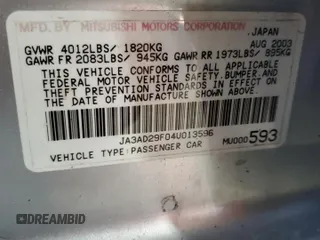 MFD. BY MITSUBISHI MOTORS CORPORATION, JAPAN
GVWR 4012LBS/ 1820KG AUG 2003
GAWR FR 2083LBS/ 945KG GAWR RR 1973LBS/ 895KG
THIS VEHICLE CONFORMS TO ALL APPLICABLE
FEDERAL MOTOR VEHICLE SAFETY, BUMPER, AND
THEFT PREVENTION STANDARDS IN EFFECT ON
THE DATE OF MANUFACTURE SHOWN ABOVE.
JA3AD29F04U013596
VEHICLE TYPE: PASSENGER CAR MU000593
DREAMBID